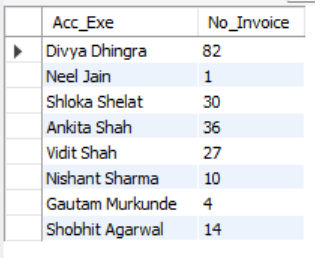 Acc_Exe No_Invoice
Divya Dhingra 82
Neel Jain 1
Shloka Shelat 30
Ankita Shah 36
Vidit Shah 27
Nishant Sharma 10
Gautam Murkunde 4
Shobhit Agarwal 14